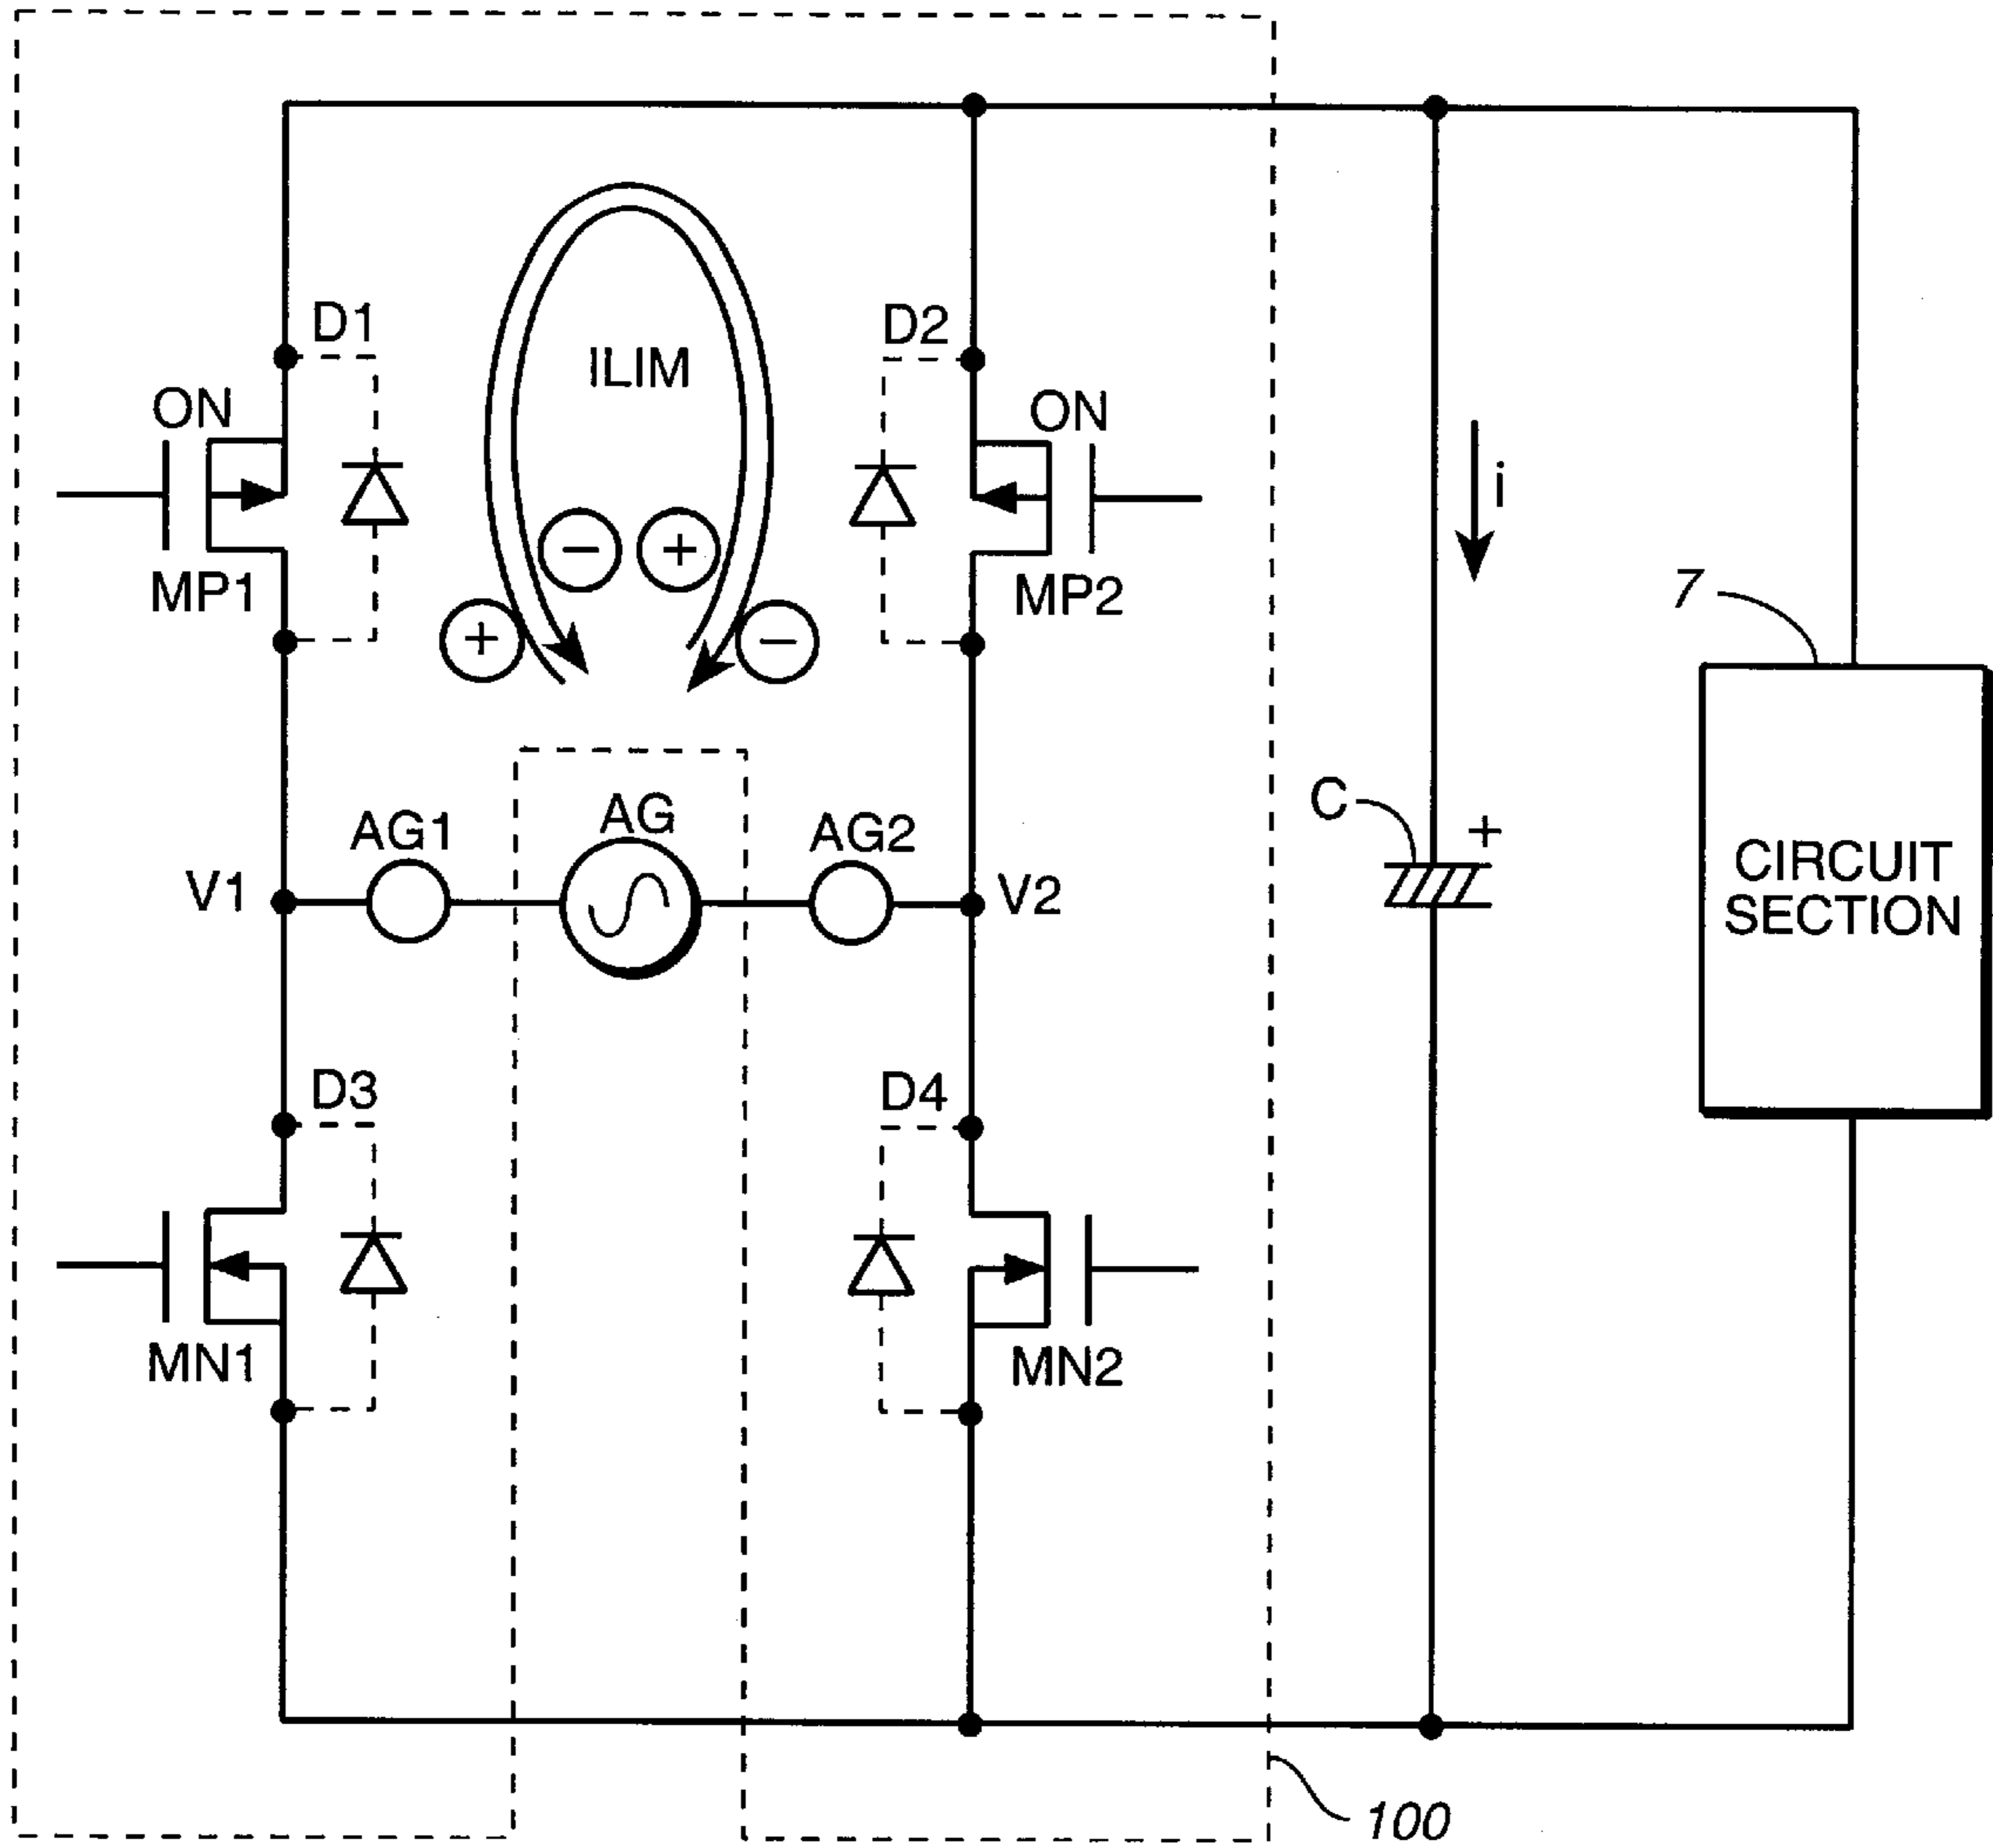 D1
D2
ILIM
ON
ON
i
−
+
MP1
MP2
7
+
−
C
+
AG
AG1
AG2
CIRCUIT
SECTION
V1
V2
D3
D4
MN1
MN2
100